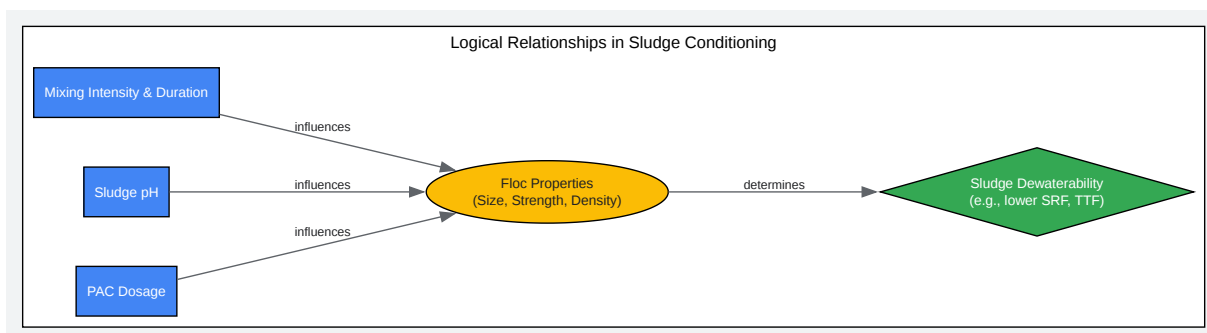 Logical Relationships in Sludge Conditioning
Mixing Intensity & Duration
influences
Sludge pH
influences
PAC Dosage
influences
Floc Properties
(Size, Strength, Density)
determines
Sludge Dewaterability
(e.g., lower SRF, TTF)